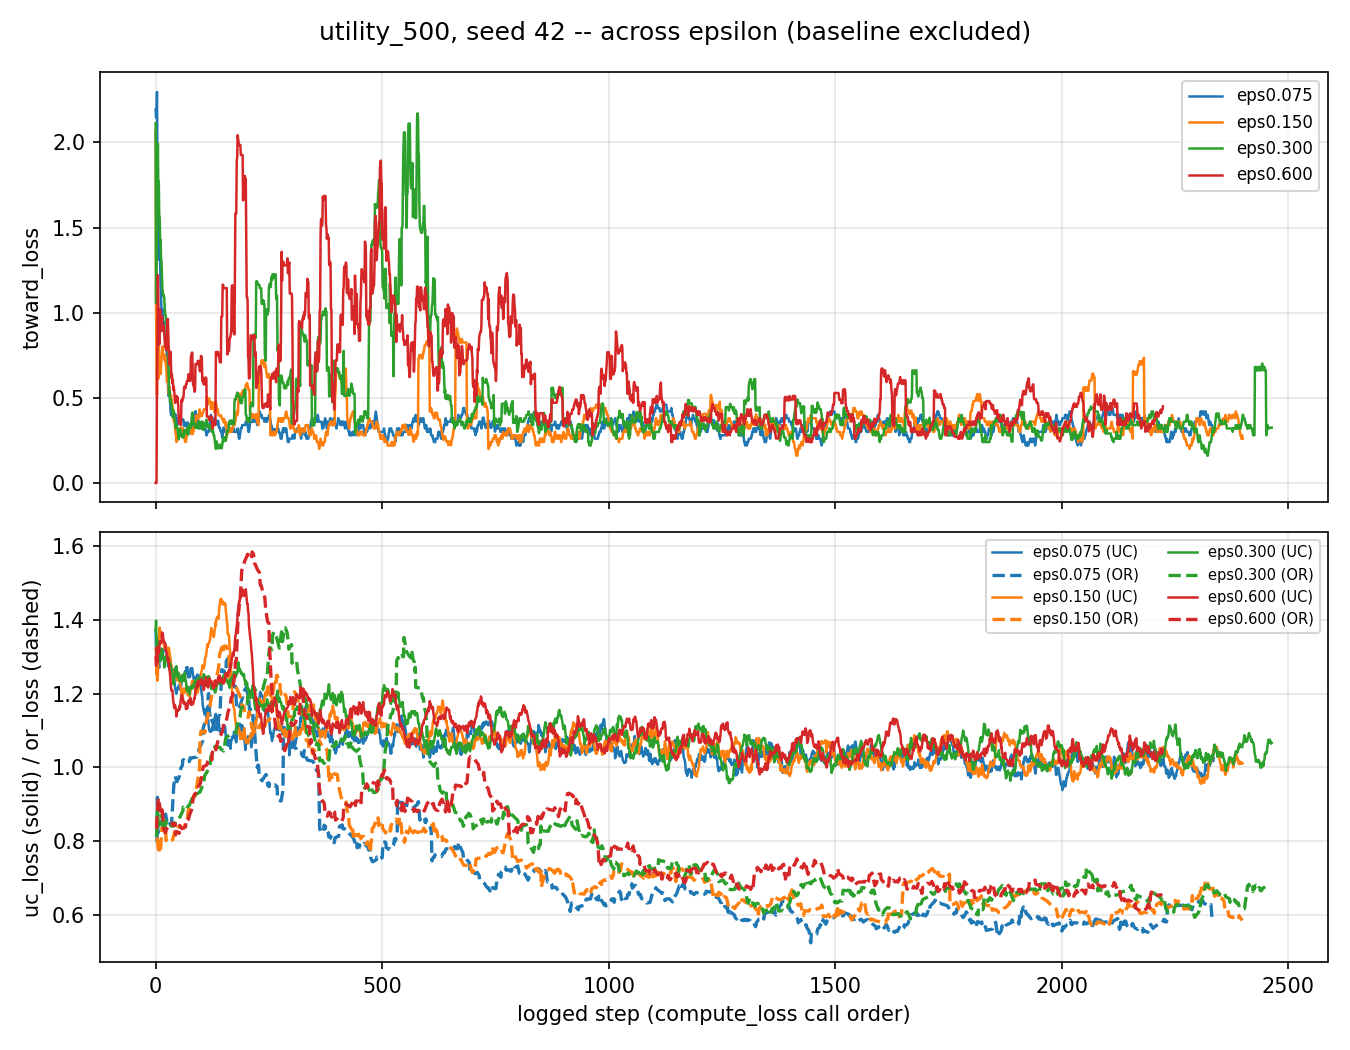 utility_500, seed 42 -- across epsilon (baseline excluded)
toward_loss
2.0
1.5
1.0
0.5
0.0
eps0.075
eps0.150
eps0.300
eps0.600
uc_loss (solid) / or_loss (dashed)
1.6
1.4
1.2
1.0
0.8
0.6
eps0.075 (UC)
eps0.075 (OR)
eps0.150 (UC)
eps0.150 (OR)
eps0.300 (UC)
eps0.300 (OR)
eps0.600 (UC)
eps0.600 (OR)
0 500 1000 1500 2000 2500
logged step (compute_loss call order)